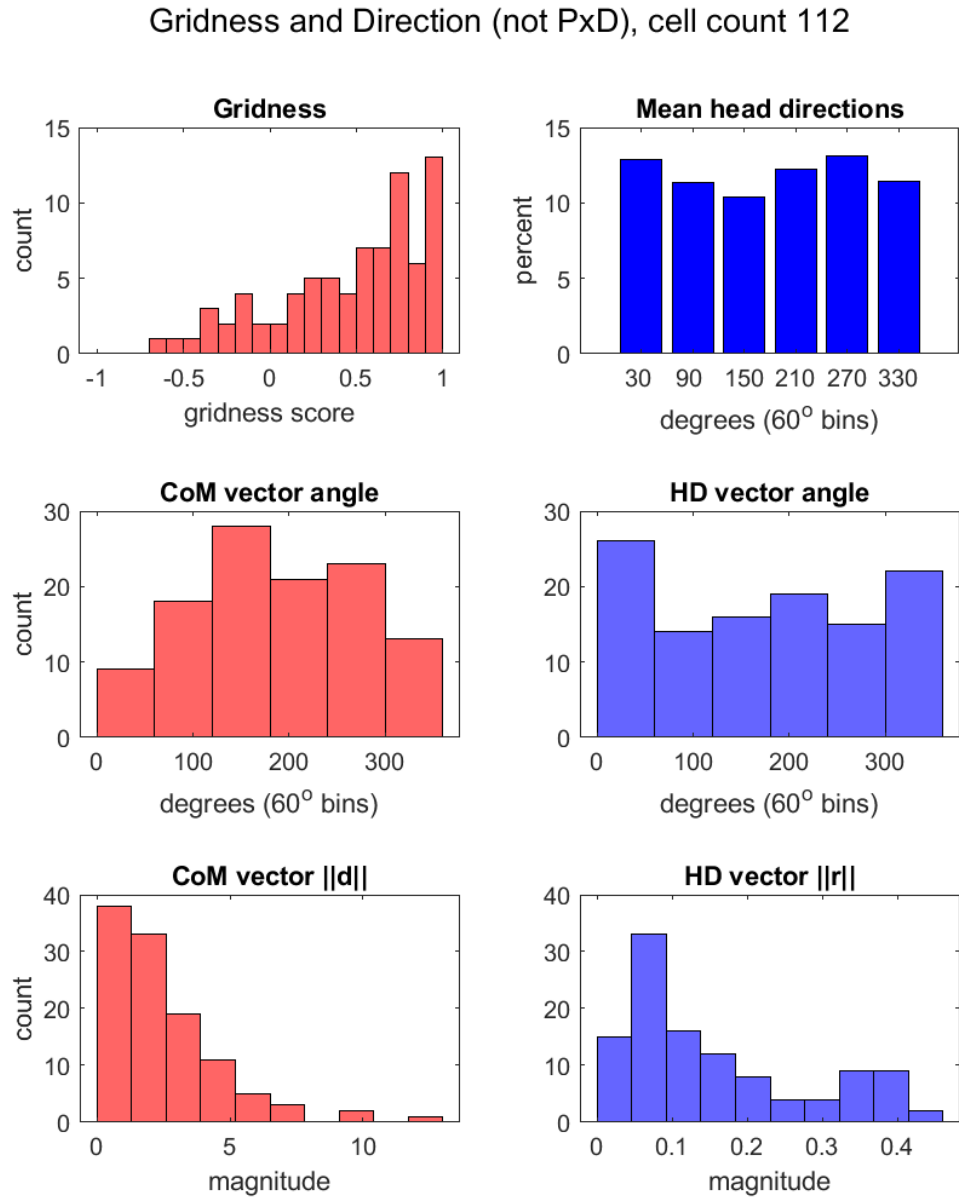 Gridness and Direction (not PxD), cell count 112
Gridness
15
10
5
0
count
-1 -0.5 0 0.5 1
gridness score
Mean head directions
15
10
5
0
percent
30 90 150 210 270 330
degrees (60o bins)
CoM vector angle
30
20
10
0
count
0 100 200 300
degrees (60o bins)
HD vector angle
30
20
10
0
0 100 200 300
degrees (60o bins)
CoM vector ||d||
40
30
20
10
0
count
0 5 10
magnitude
HD vector ||r||
40
30
20
10
0
0 0.1 0.2 0.3 0.4
magnitude